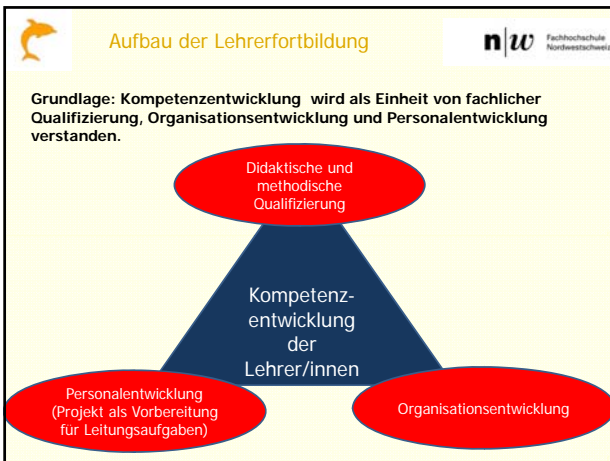 Aufbau der Lehrerfortbildung
n|w Fachhochschule
Nordwestschweiz
Grundlage: Kompetenzentwicklung wird als Einheit von fachlicher
Qualifizierung, Organisationsentwicklung und Personalentwicklung
verstanden.
Didaktische und
methodische
Qualifizierung
Kompetenz-
entwicklung
der
Lehrer/innen
Personalentwicklung
(Projekt als Vorbereitung
für Leitungsaufgaben)
Organisationsentwicklung